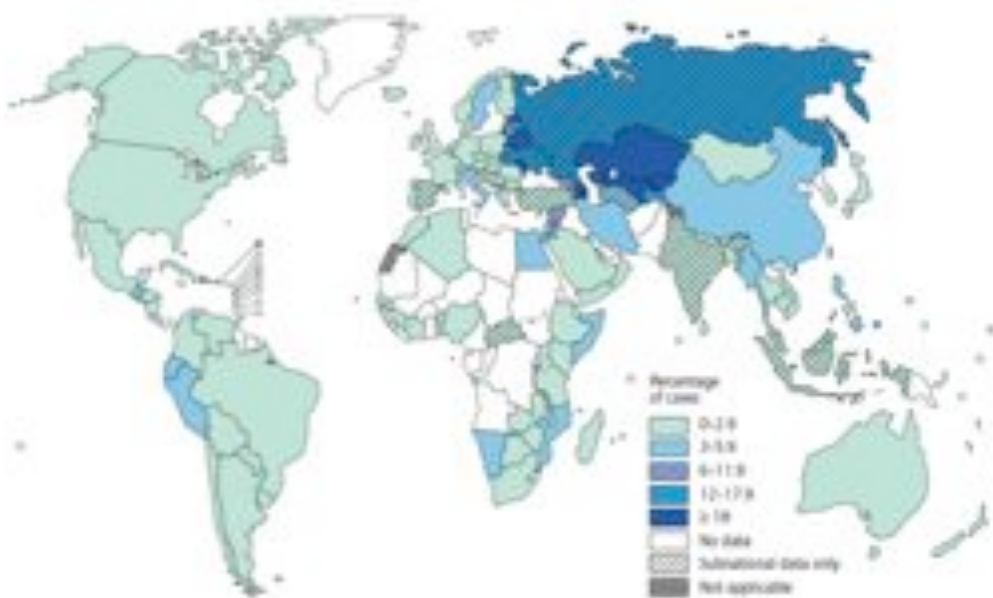 Percentage
of cases
0–2.9
3–5.9
6–11.9
12–17.9
≥ 18
No data
Subnational data only
Not applicable